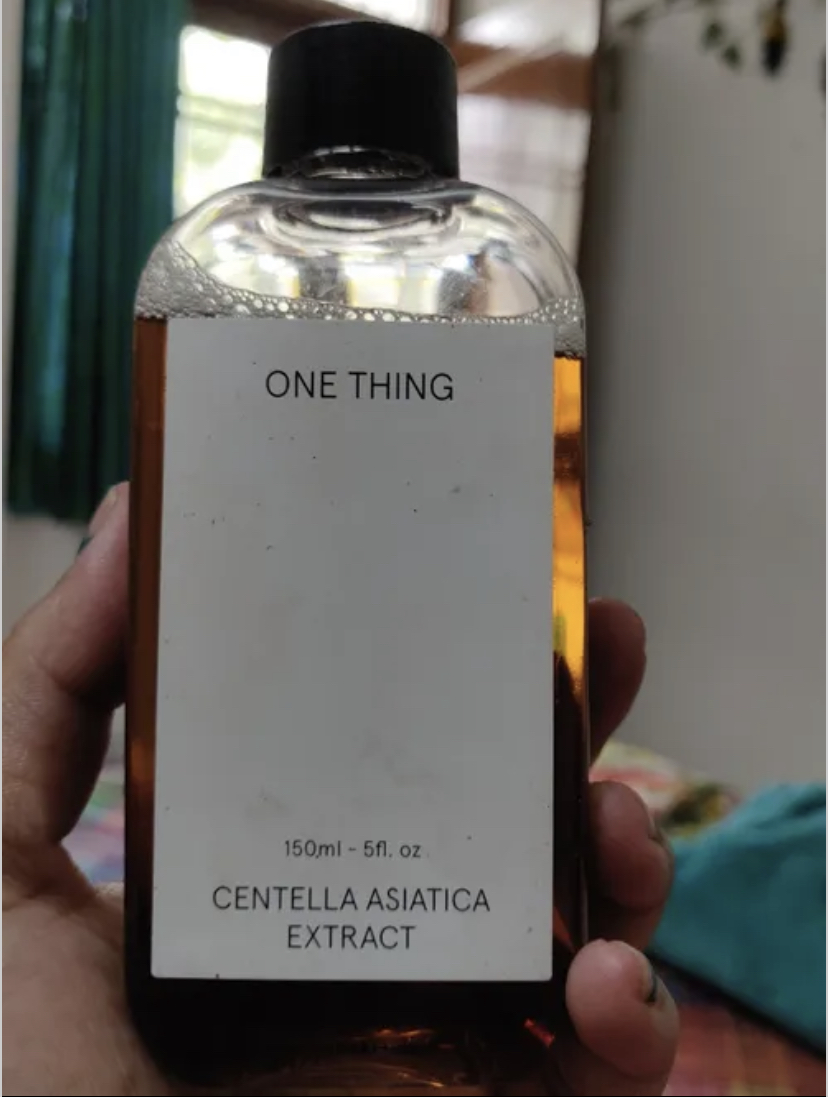 ONE THING
150ml - 5fl. oz
CENTELLA ASIATICA
EXTRACT